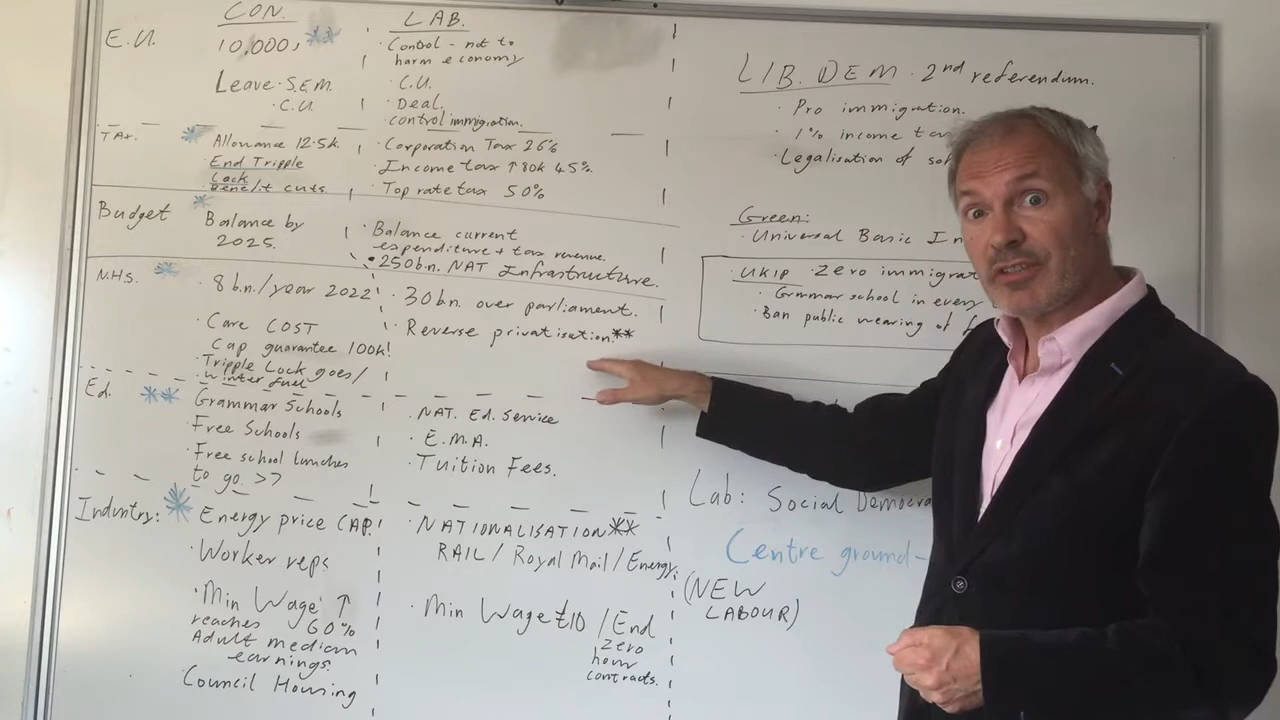 CON.
LAB.
E.U.
10,000,**
· Control - not to
harm economy
Leave · S.E.M.
· C.U.
· C.U.
· Deal.
control immigration.
TAX.
* Allowance 12.5k.
· End Tripple
Lock
· Benefit cuts
· Corporation Tax 26%
· Income tax ↑ 80k 45%.
· Top rate tax 50%
Budget
* Balance by
2025.
· Balance current
expenditure + tax revenue.
· 250 b.n. NAT Infrastructure.
N.H.S.
* · 8 b.n./year 2022
· Care COST
Cap guarantee 100k!
· Tripple Lock goes/
· Winter fuel
· 30 b.n. over parliament.
· Reverse privatisation.**
Ed.
** · Grammar Schools
· Free Schools
· Free school lunches
to go. >7
· NAT. Ed. Service
· E.M.A.
· Tuition Fees.
Industry:
* · Energy price CAP!
· Worker reps
· Min Wage ↑
reaches 60%
Adult medium
earnings.
· Council Housing
· NATIONALISATION**
RAIL / Royal Mail / Energy.
· Min Wage £10 / End
zero
hour
contracts.
LIB. DEM · 2nd referendum.
· Pro immigration.
· 1% income tax
· Legalisation of
Green:
· Universal Basic In
UKIP · Zero immigrat
· Grammar school in every
· Ban public wearing of
Lab: Social Democra
Centre ground -
(NEW
LABOUR)